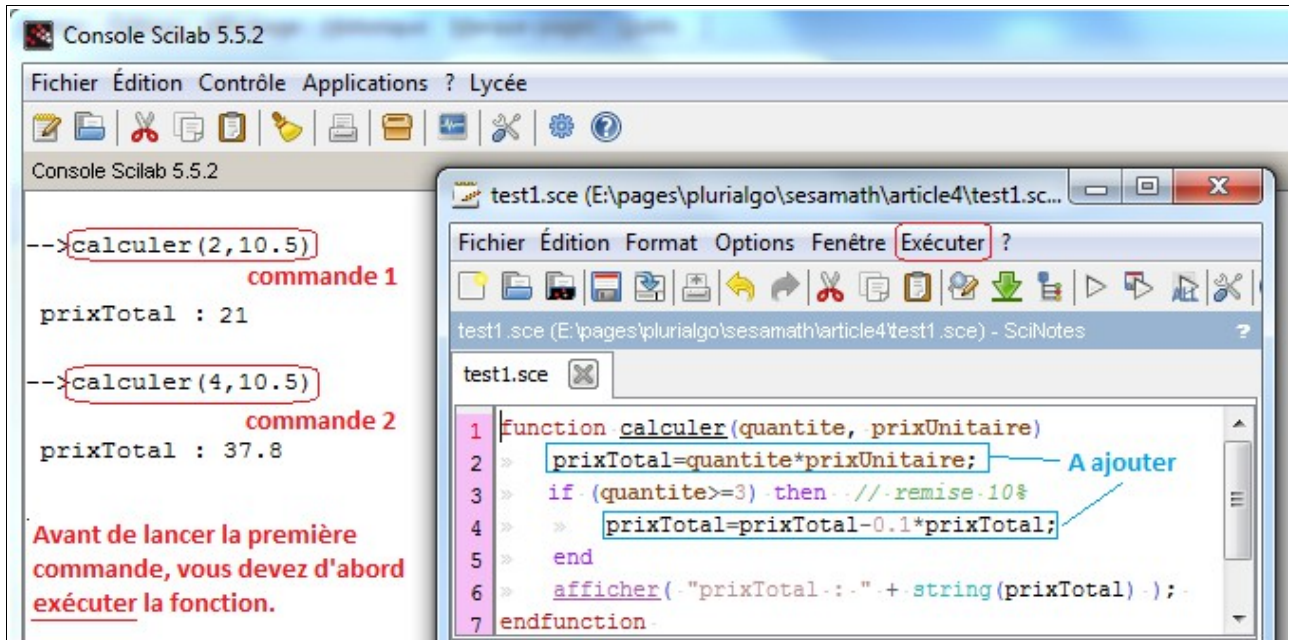 Console Scilab 5.5.2
Fichier Édition Contrôle Applications ? Lycée
Console Scilab 5.5.2
-->calculer(2,10.5)
commande 1
prixTotal : 21
-->calculer(4,10.5)
commande 2
prixTotal : 37.8
Avant de lancer la première
commande, vous devez d'abord
exécuter la fonction.
test1.sce (E:\pages\plurialgo\sesamath\article4\test1.sc...
Fichier Édition Format Options Fenêtre Exécuter ?
test1.sce (E:\pages\plurialgo\sesamath\article4\test1.sce) - SciNotes ?
test1.sce
1 function calculer(quantite, prixUnitaire)
2 prixTotal=quantite*prixUnitaire;
A ajouter
3 if (quantite>=3) then // remise 10%
4 prixTotal=prixTotal-0.1*prixTotal;
5 end
6 afficher( "prixTotal : " + string(prixTotal) );
7 endfunction